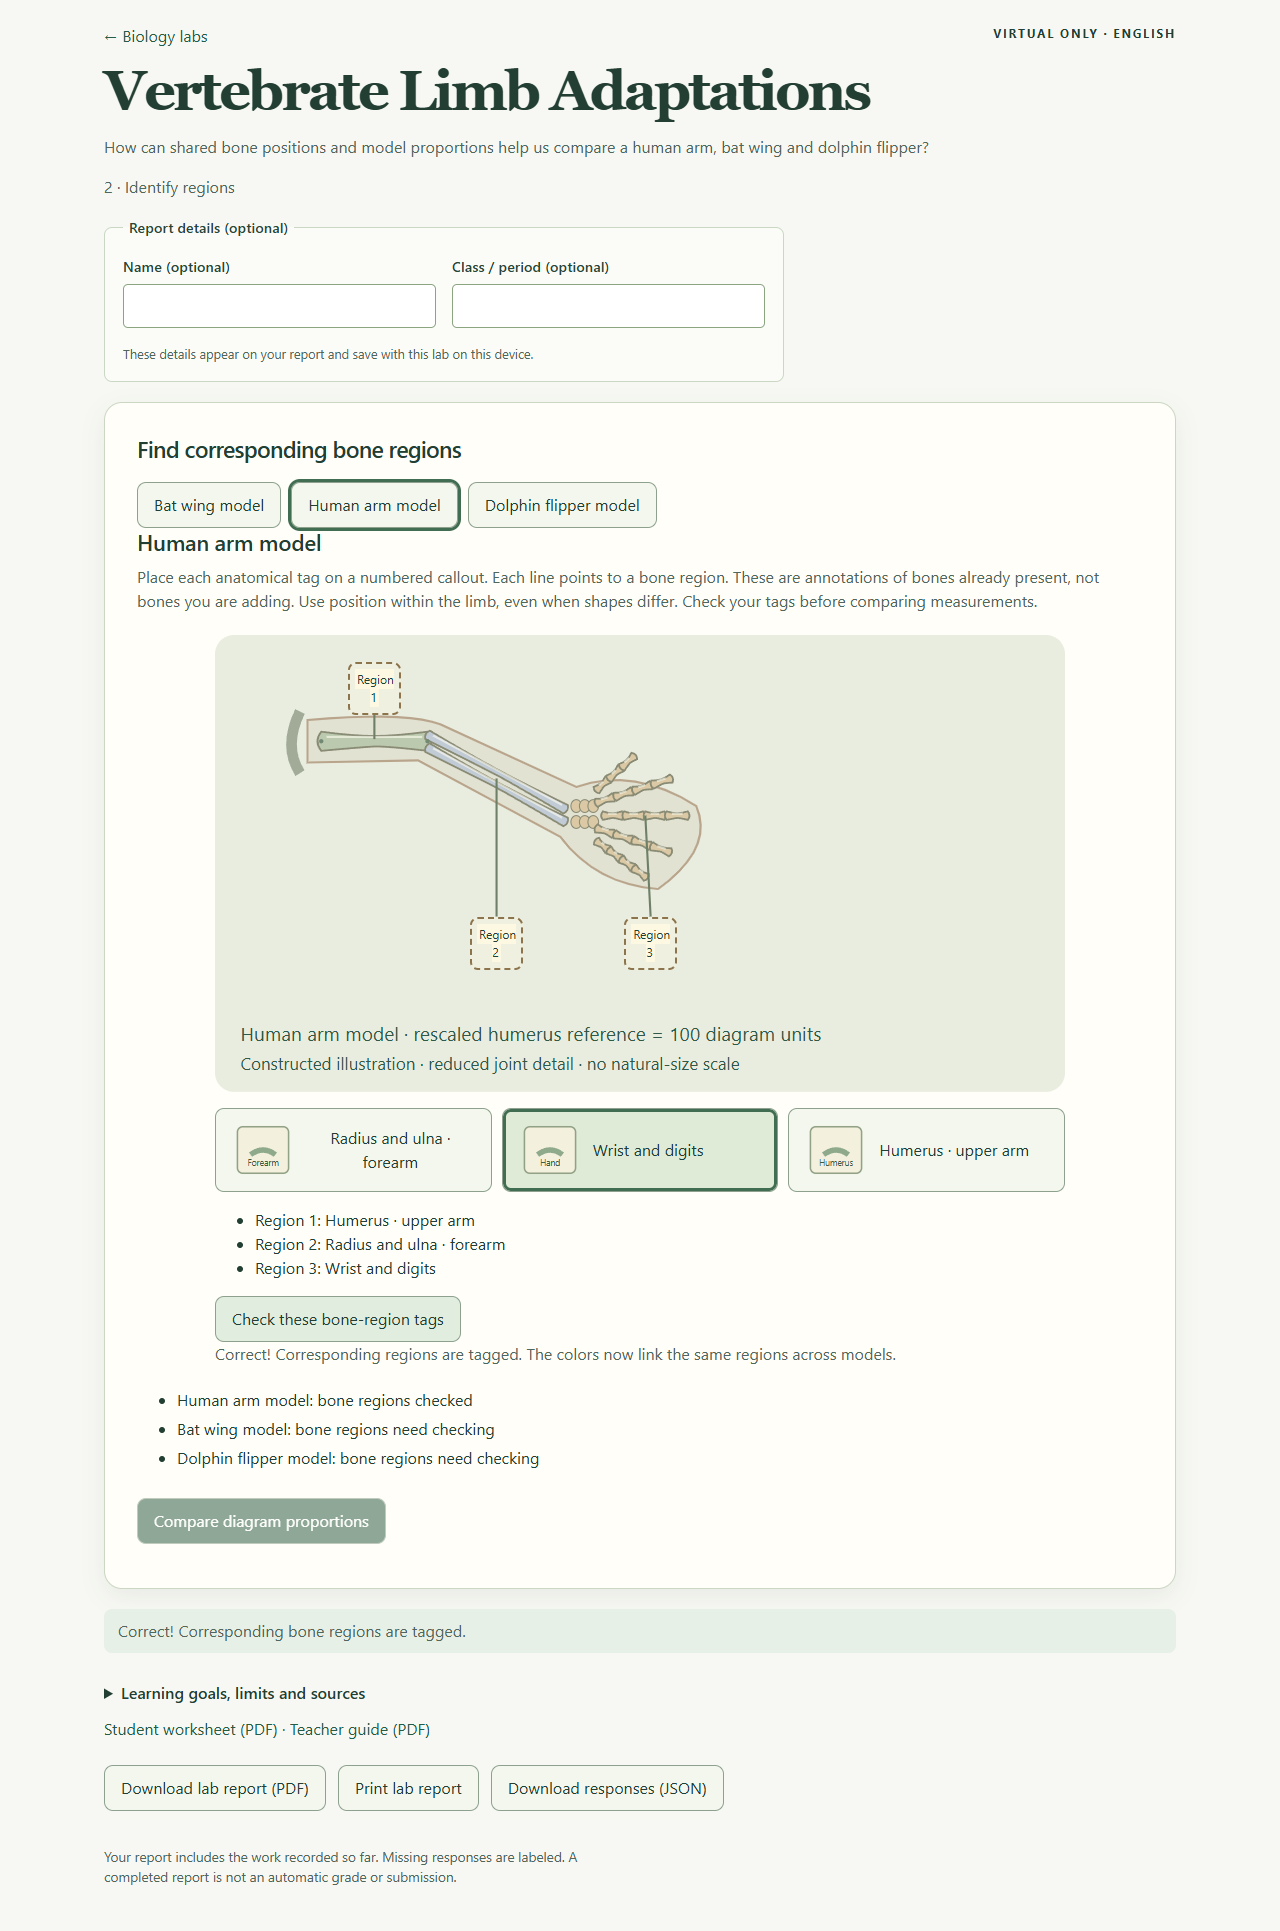 ← Biology labs
VIRTUAL ONLY · ENGLISH
Vertebrate Limb Adaptations
How can shared bone positions and model proportions help us compare a human arm, bat wing and dolphin flipper?
2 · Identify regions
Report details (optional)
Name (optional)
Class / period (optional)
These details appear on your report and save with this lab on this device.
Find corresponding bone regions
Bat wing model
Human arm model
Dolphin flipper model
Human arm model
Place each anatomical tag on a numbered callout. Each line points to a bone region. These are annotations of bones already present, not
bones you are adding. Use position within the limb, even when shapes differ. Check your tags before comparing measurements.
Region
1
Region
2
Region
3
Human arm model · rescaled humerus reference = 100 diagram units
Constructed illustration · reduced joint detail · no natural-size scale
Forearm
Radius and ulna ·
forearm
Hand
Wrist and digits
Humerus
Humerus · upper arm
• Region 1: Humerus · upper arm
• Region 2: Radius and ulna · forearm
• Region 3: Wrist and digits
Check these bone-region tags
Correct! Corresponding regions are tagged. The colors now link the same regions across models.
• Human arm model: bone regions checked
• Bat wing model: bone regions need checking
• Dolphin flipper model: bone regions need checking
Compare diagram proportions
Correct! Corresponding bone regions are tagged.
▶ Learning goals, limits and sources
Student worksheet (PDF) · Teacher guide (PDF)
Download lab report (PDF)
Print lab report
Download responses (JSON)
Your report includes the work recorded so far. Missing responses are labeled. A
completed report is not an automatic grade or submission.